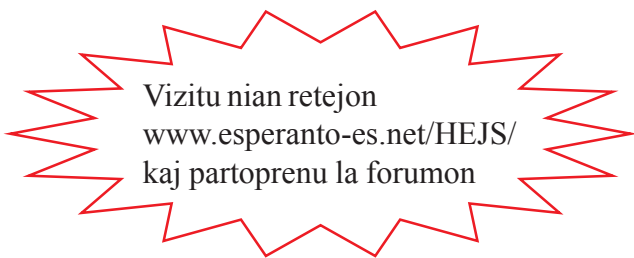 Vizitu nian retejon
www.esperanto-es.net/HEJS/
kaj partoprenu la forumon